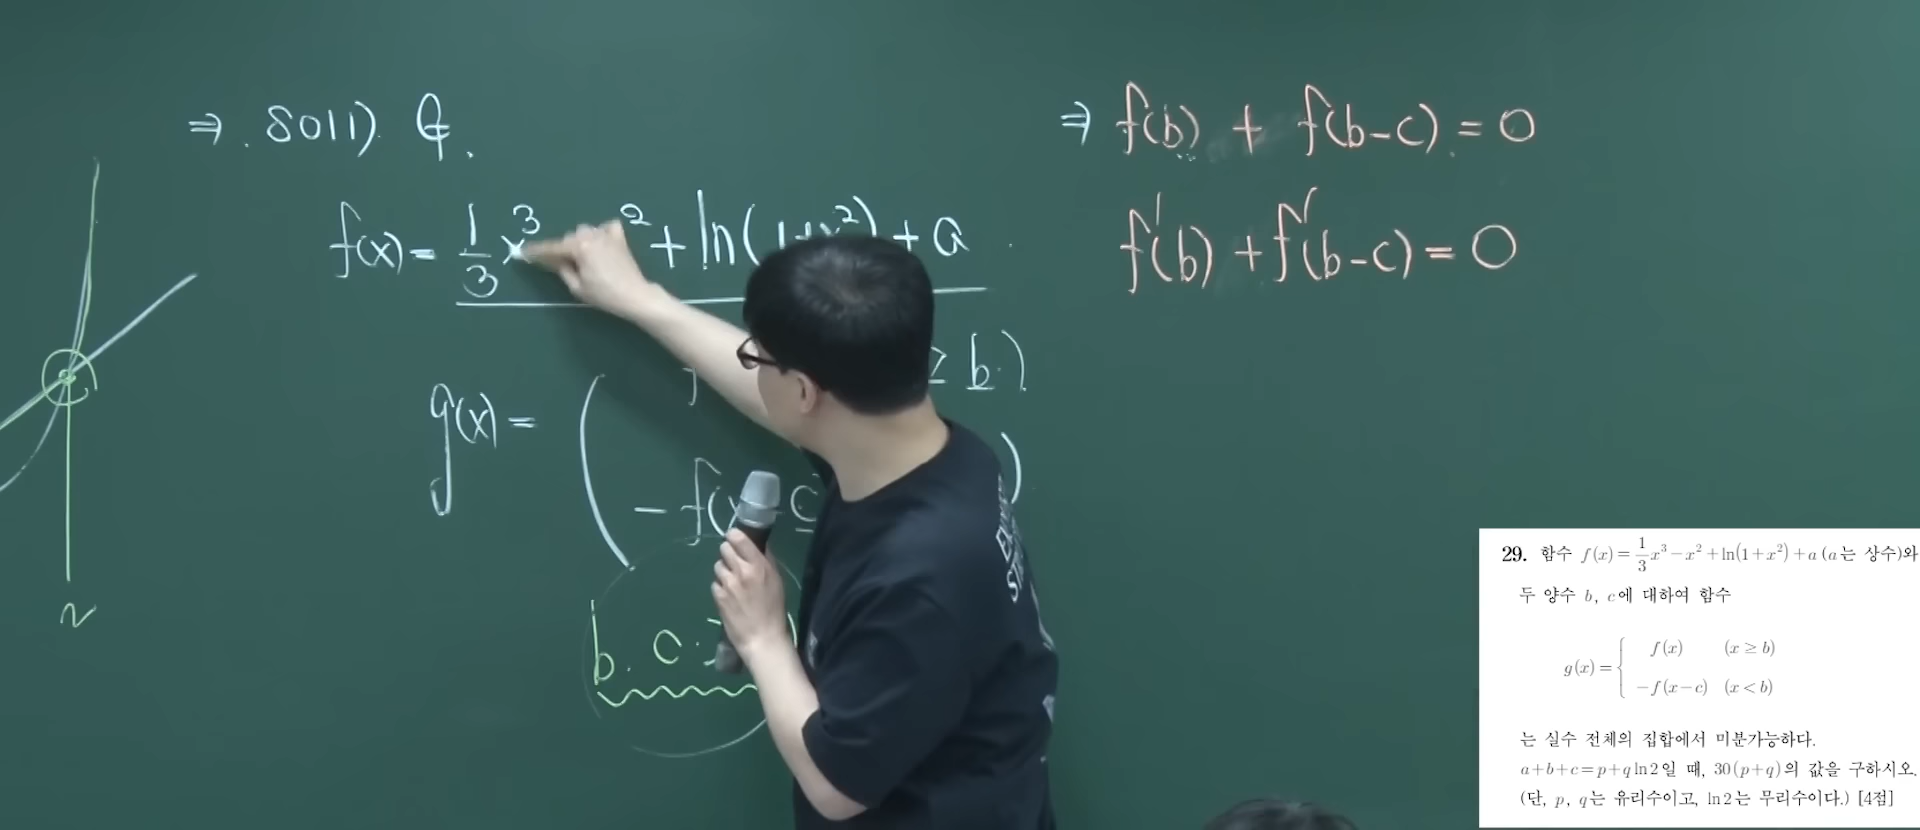 ⇒. SOl1) Q.
f(x) = 1/3 x³ ² + ln(1+x²) + a
≥ b.)
g(x) =
-f(x
b. c.
⇒ f(b) + f(b-c) = 0
f'(b) + f'(b-c) = 0
29. 함수 f(x) = 1/3 x³ - x² + ln(1+x²) + a (a는 상수)와
두 양수 b, c에 대하여 함수
g(x) = { f(x) (x ≥ b)
-f(x-c) (x < b)
는 실수 전체의 집합에서 미분가능하다.
a+b+c = p+q ln2일 때, 30(p+q)의 값을 구하시오.
(단, p, q는 유리수이고, ln2는 무리수이다.) [4점]